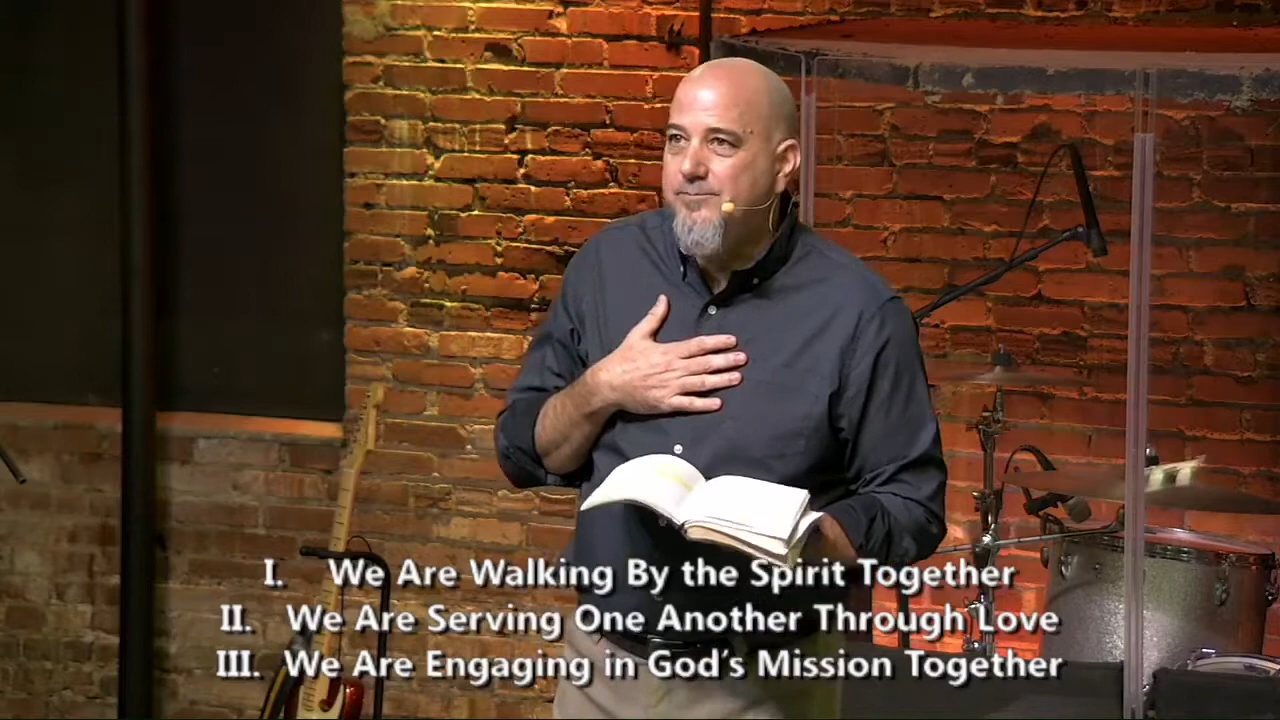 I. We Are Walking By the Spirit Together
II. We Are Serving One Another Through Love
III. We Are Engaging in God's Mission Together